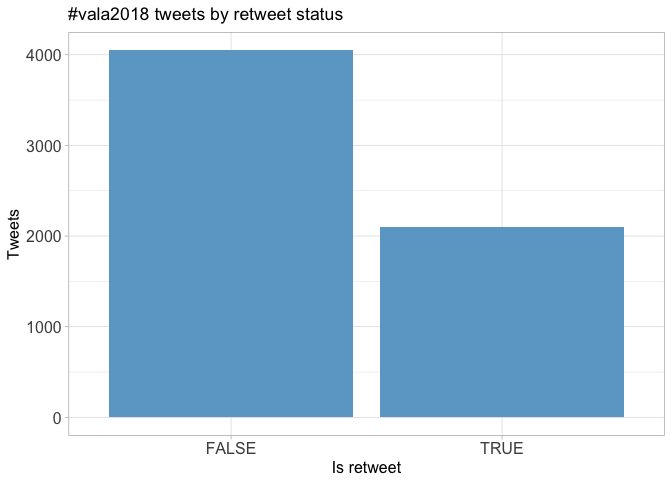 #vala2018 tweets by retweet status
4000
3000
2000
1000
0
Tweets
FALSE TRUE
Is retweet